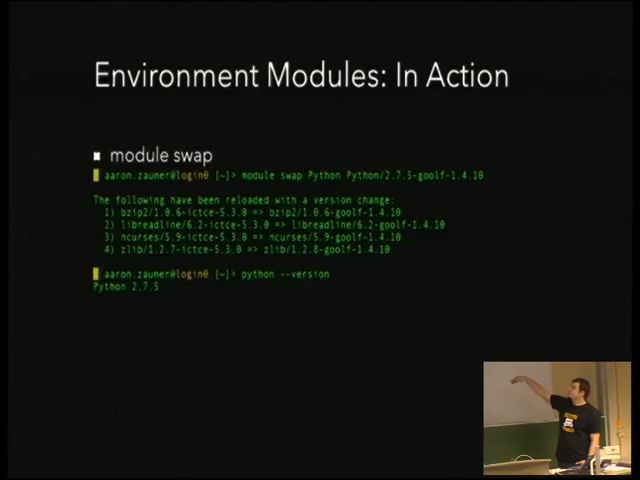 Environment Modules: In Action
module swap
aaron.zauner@login0 [~]> module swap Python Python/2.7.5-goolf-1.4.10
The following have been reloaded with a version change:
1) bzip2/1.0.6-ictce-5.3.0 => bzip2/1.0.6-goolf-1.4.10
2) libreadline/6.2-ictce-5.3.0 => libreadline/6.2-goolf-1.4.10
3) ncurses/5.9-ictce-5.3.0 => ncurses/5.9-goolf-1.4.10
4) zlib/1.2.7-ictce-5.3.0 => zlib/1.2.8-goolf-1.4.10
aaron.zauner@login0 [~]> python --version
Python 2.7.5